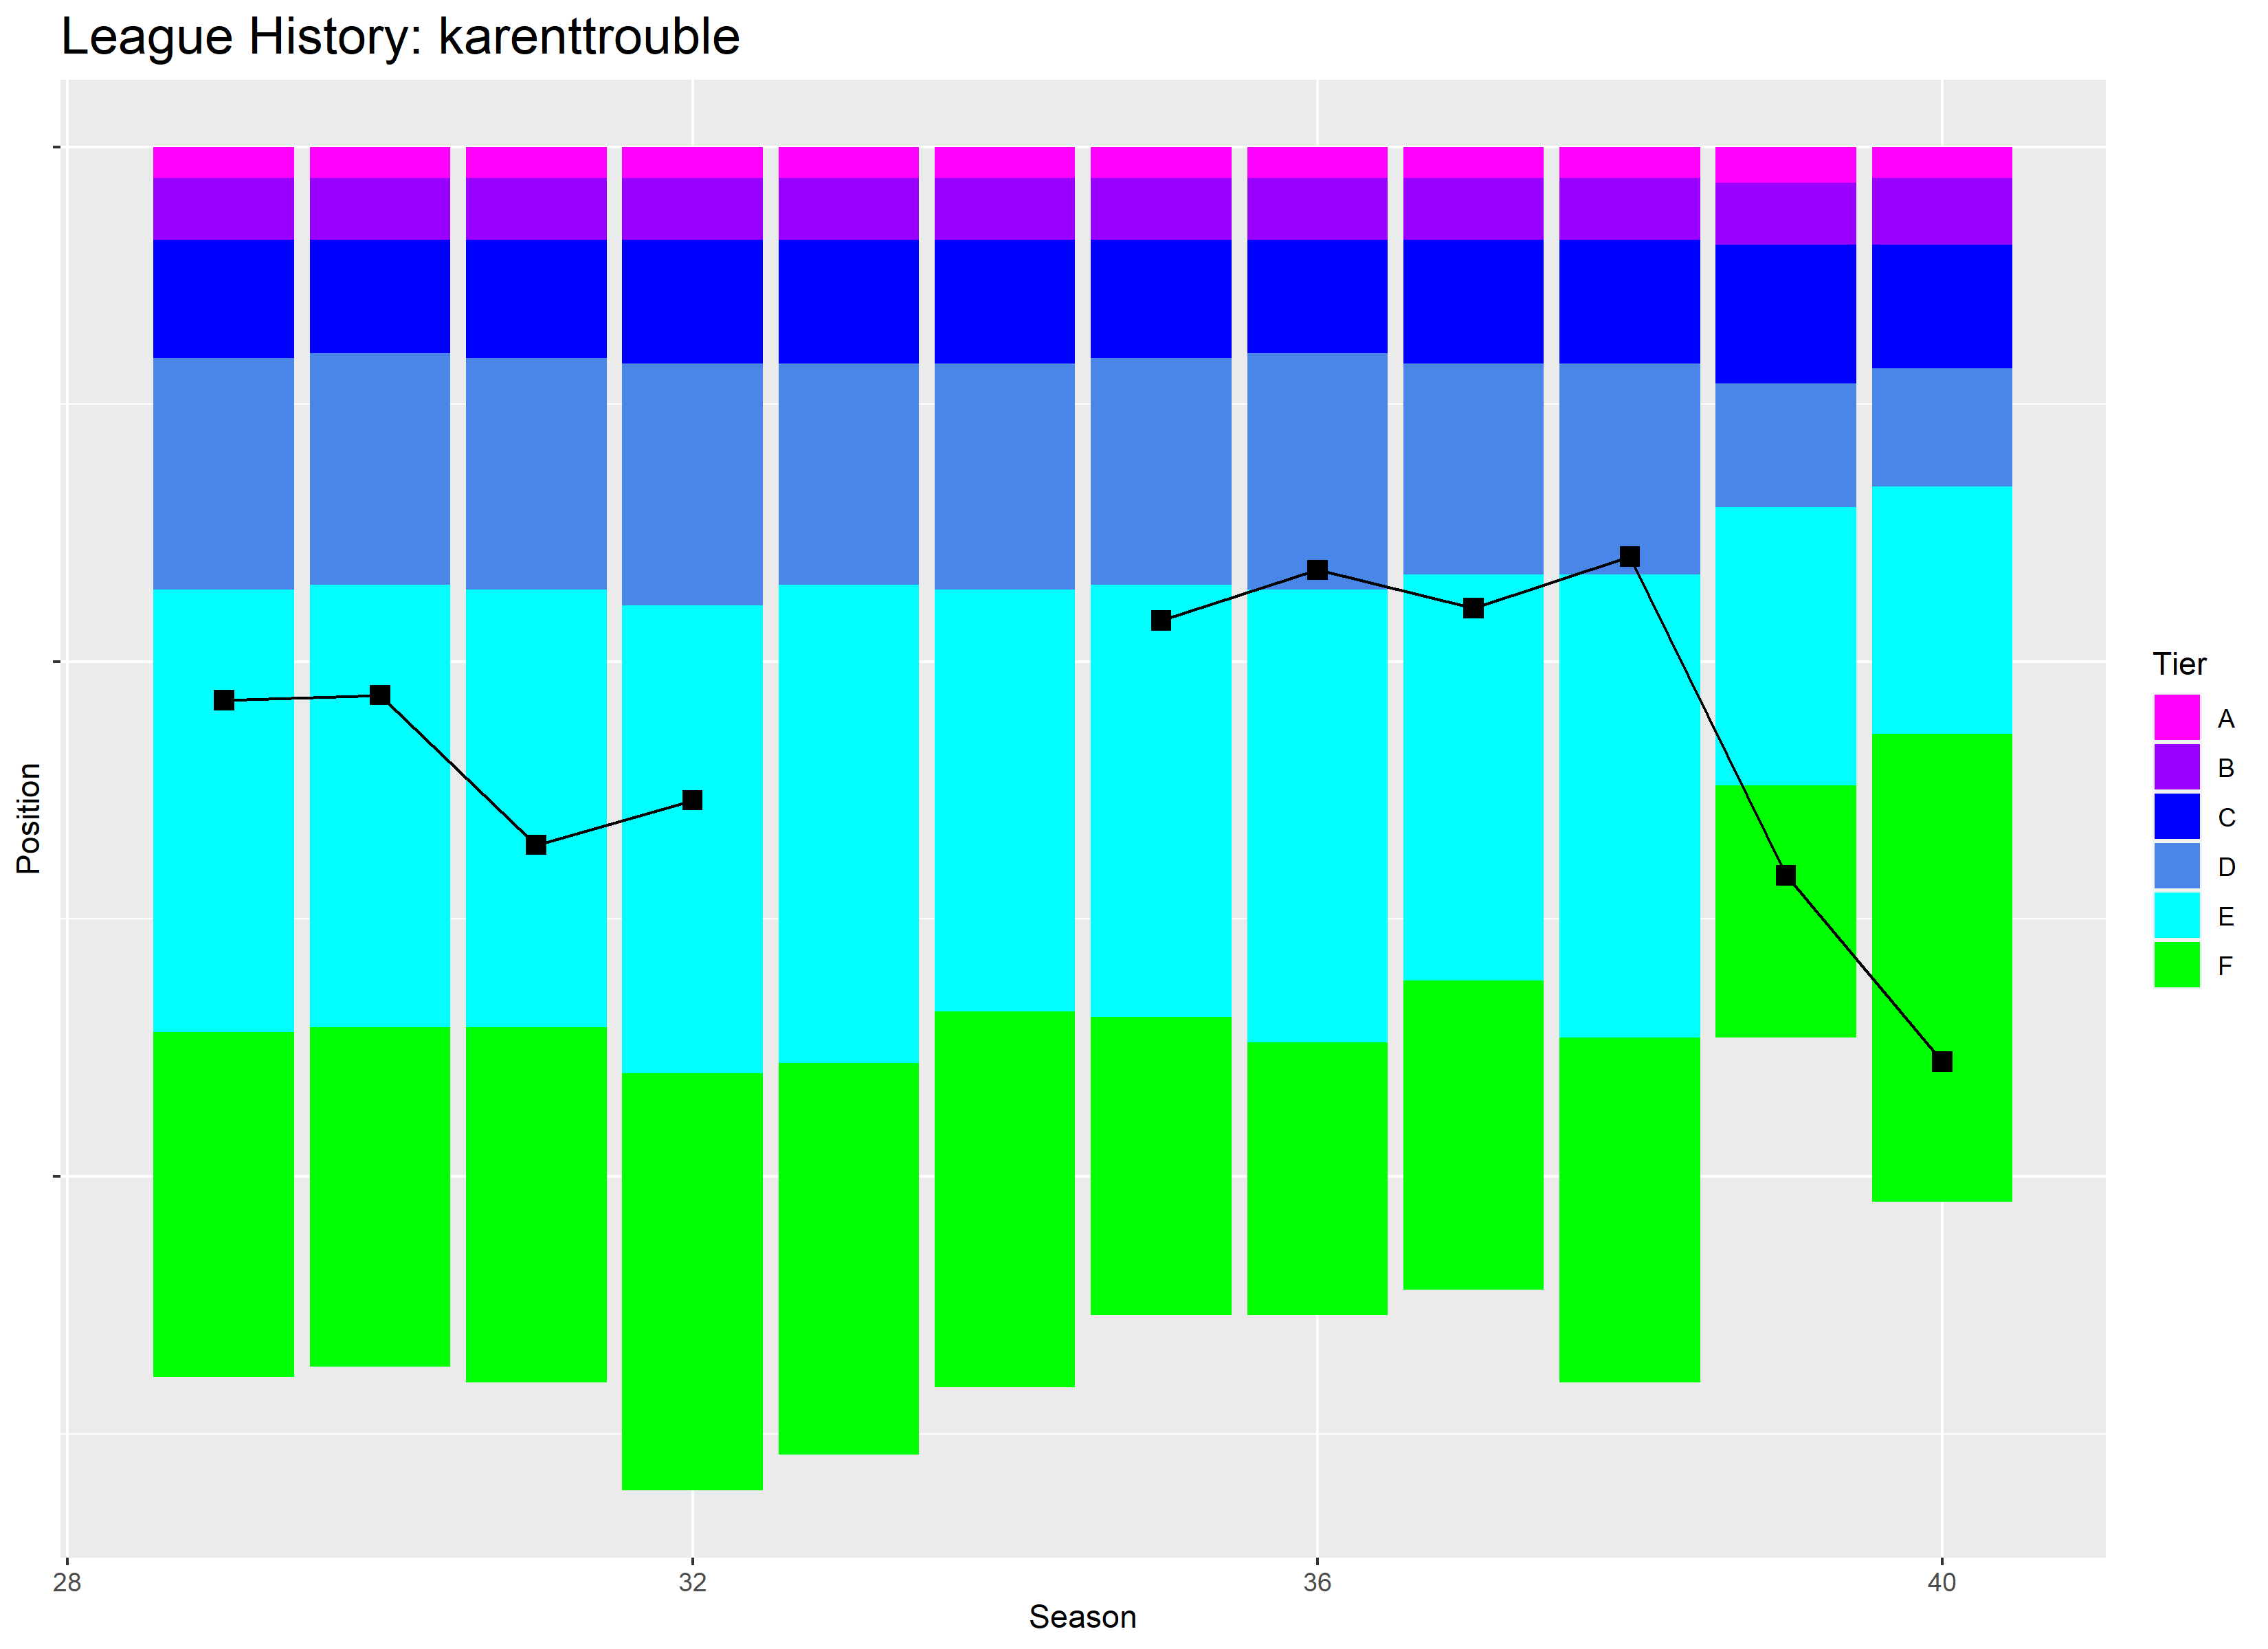 League History: karenttrouble
Position
28
32
36
40
Season
Tier
A
B
C
D
E
F